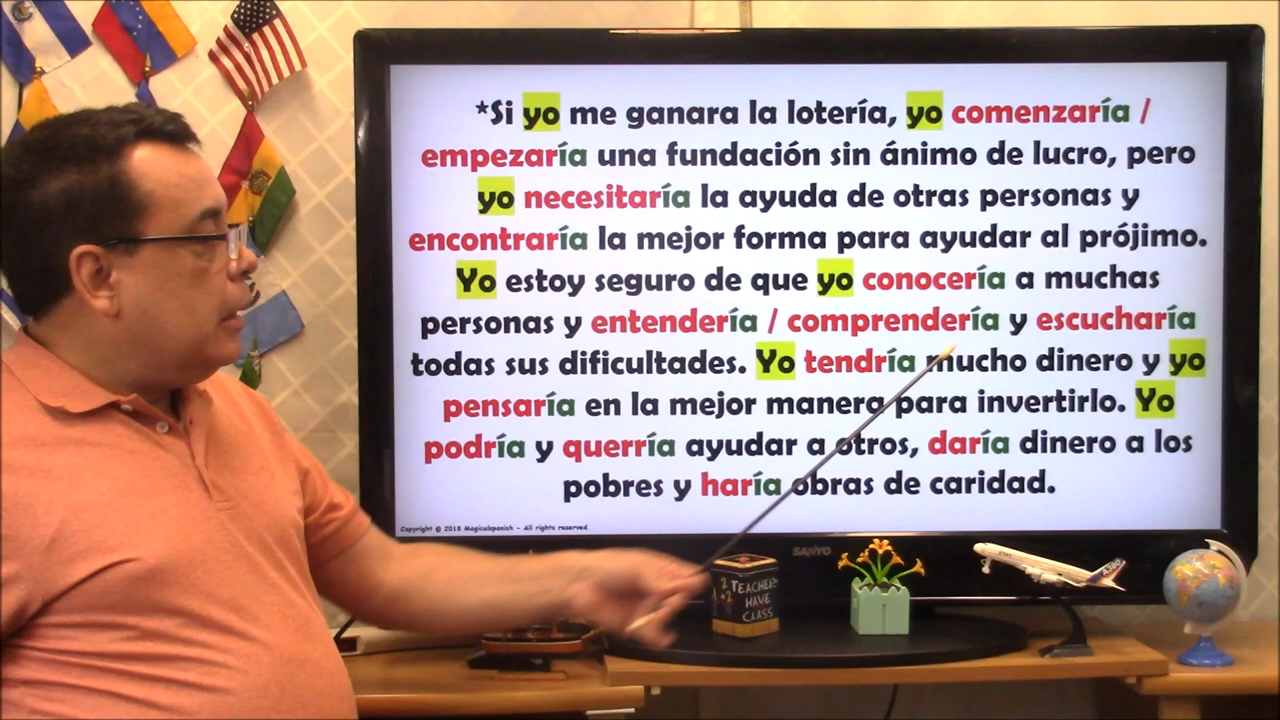 *Si yo me ganara la lotería, yo comenzaría /
empezaría una fundación sin ánimo de lucro, pero
yo necesitaría la ayuda de otras personas y
encontraría la mejor forma para ayudar al prójimo.
Yo estoy seguro de que yo conocería a muchas
personas y entendería / comprendería y escucharía
todas sus dificultades. Yo tendría mucho dinero y yo
pensaría en la mejor manera para invertirlo. Yo
podría y querría ayudar a otros, daría dinero a los
pobres y haría obras de caridad.
Copyright © 2018 Magicalspanish - All rights reserved.
SANYO
TEACHERS
HAVE
CLASS
A380